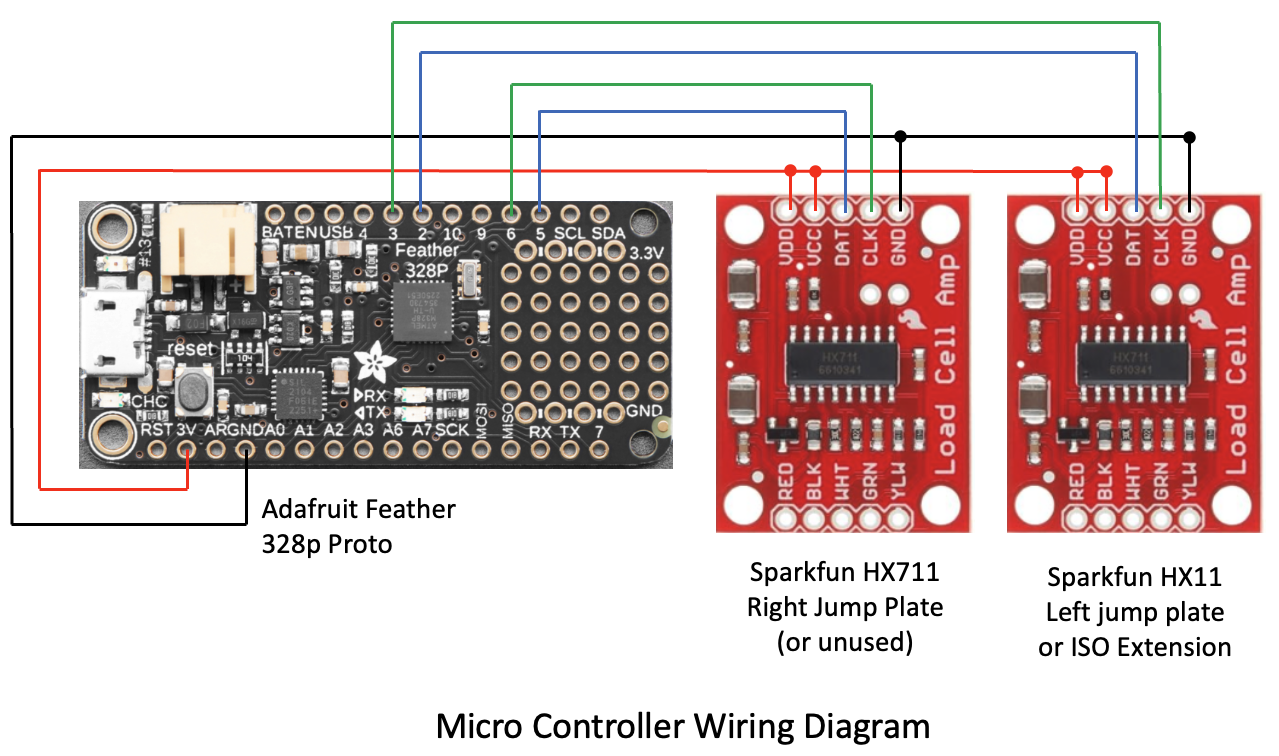 BATENUSB 4 3 2 10 9 6 5 SCL SDA
#13
Feather
328P
3.3V
reset
104
RX
TX
CHC
GND
RST 3V ARGND A0 A1 A2 A3 A6 A7 SCK MOSI MISO RX TX 7
Adafruit Feather
328p Proto
VDD VCC DAT CLK GND
HX711
6610341
Load Cell Amp
RED BLK WHT GRN YLW
Sparkfun HX711
Right Jump Plate
(or unused)
VDD VCC DAT CLK GND
HX711
6610341
Load Cell Amp
RED BLK WHT GRN YLW
Sparkfun HX11
Left jump plate
or ISO Extension
Micro Controller Wiring Diagram